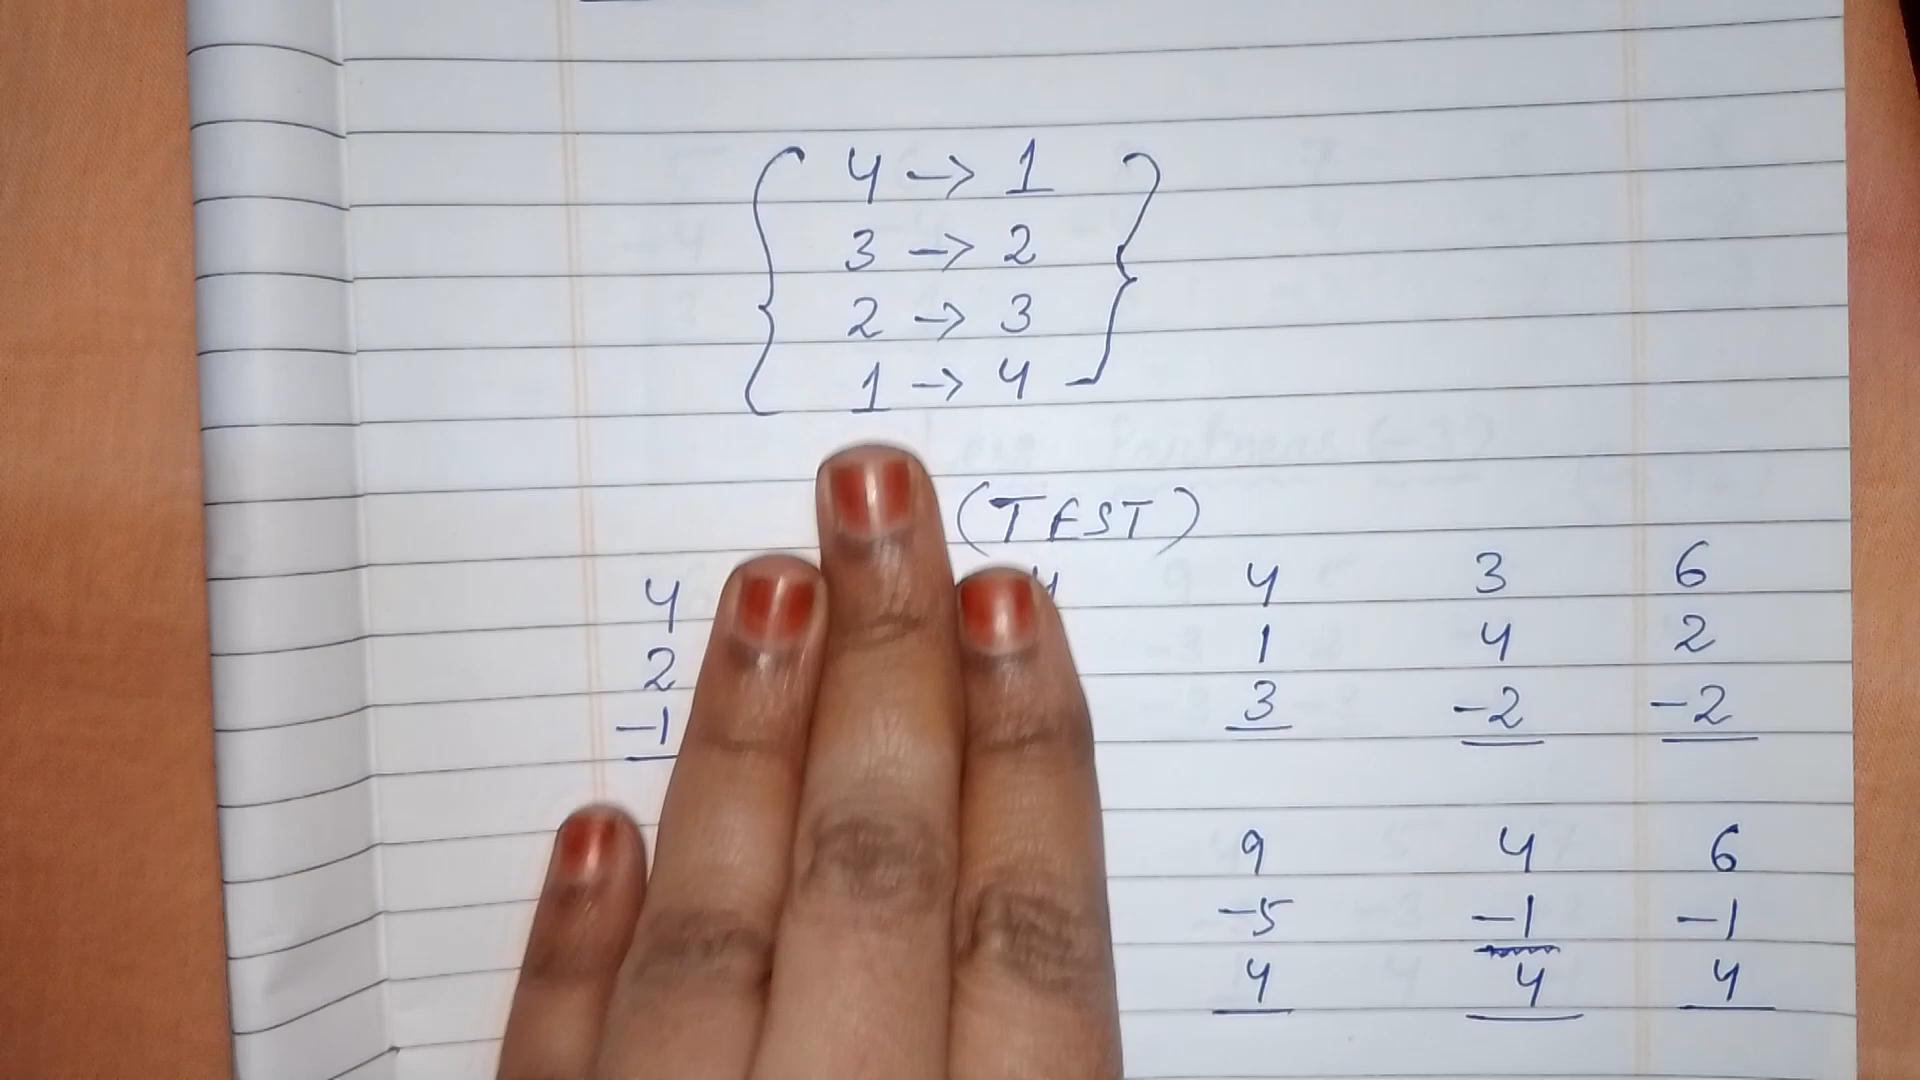 4 -> 1
3 -> 2
2 -> 3
1 -> 4
(TEST)
4 4 4 3 6
2 1 4 2
-1 3 -2 -2
9 4 6
-5 -1 -1
4 4 4